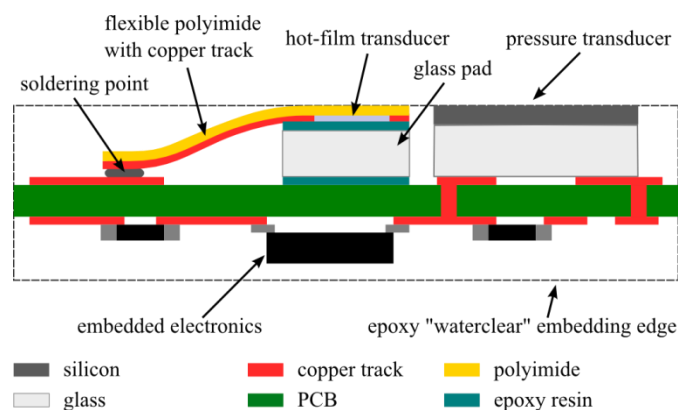 flexible polyimide
with copper track
hot-film transducer
pressure transducer
soldering point
glass pad
embedded electronics
epoxy "waterclear" embedding edge
silicon
copper track
polyimide
glass
PCB
epoxy resin